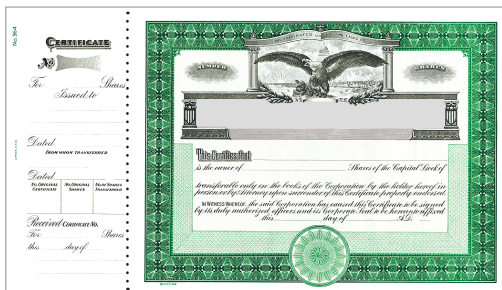 No. 364
CERTIFICATE
No
For Shares
Issued to
Dated
FROM WHOM TRANSFERRED
Dated
NO. ORIGINAL CERTIFICATE
NO. ORIGINAL SHARES
NO. OF SHARES TRANSFERRED
Received CERTIFICATE NO.
For Shares
this day of
INCORPORATED UNDER THE LAWS OF
NUMBER
SHARES
This Certifies that
is the owner of Shares of the Capital Stock of
transferable only on the books of the Corporation by the holder hereof in
person or by Attorney upon surrender of this Certificate properly endorsed.
IN WITNESS WHEREOF, the said Corporation has caused this Certificate to be signed
by its duly authorized officers and its Corporate Seal to be hereunto affixed
this day of A.D.